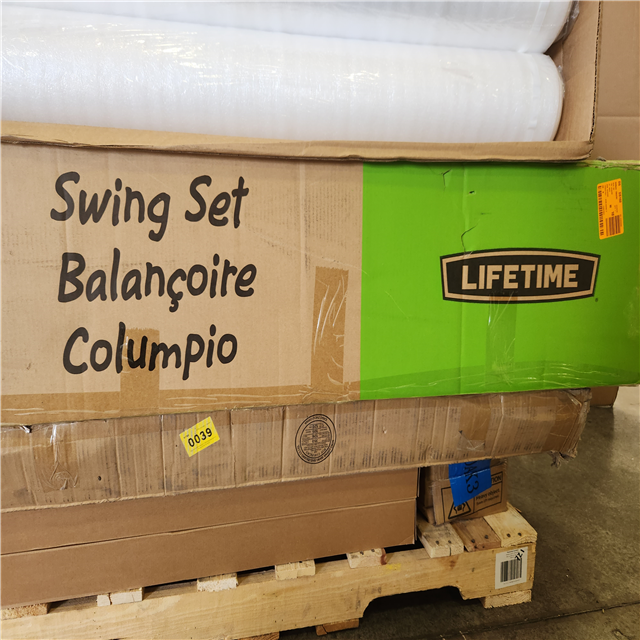 Swing Set
Balançoire
Columpio
LIFETIME
0039